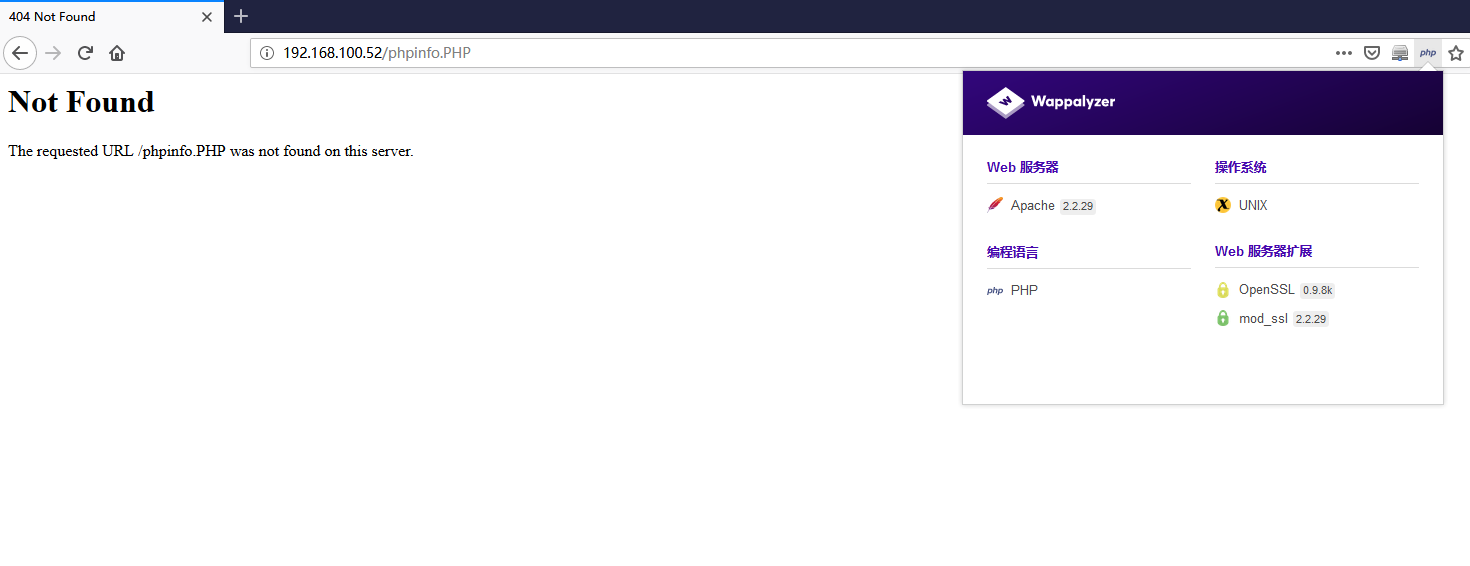 404 Not Found
192.168.100.52/phpinfo.PHP
php
Not Found
The requested URL /phpinfo.PHP was not found on this server.
W Wappalyzer
Web 服务器
Apache 2.2.29
编程语言
php PHP
操作系统
UNIX
Web 服务器扩展
OpenSSL 0.9.8k
mod_ssl 2.2.29